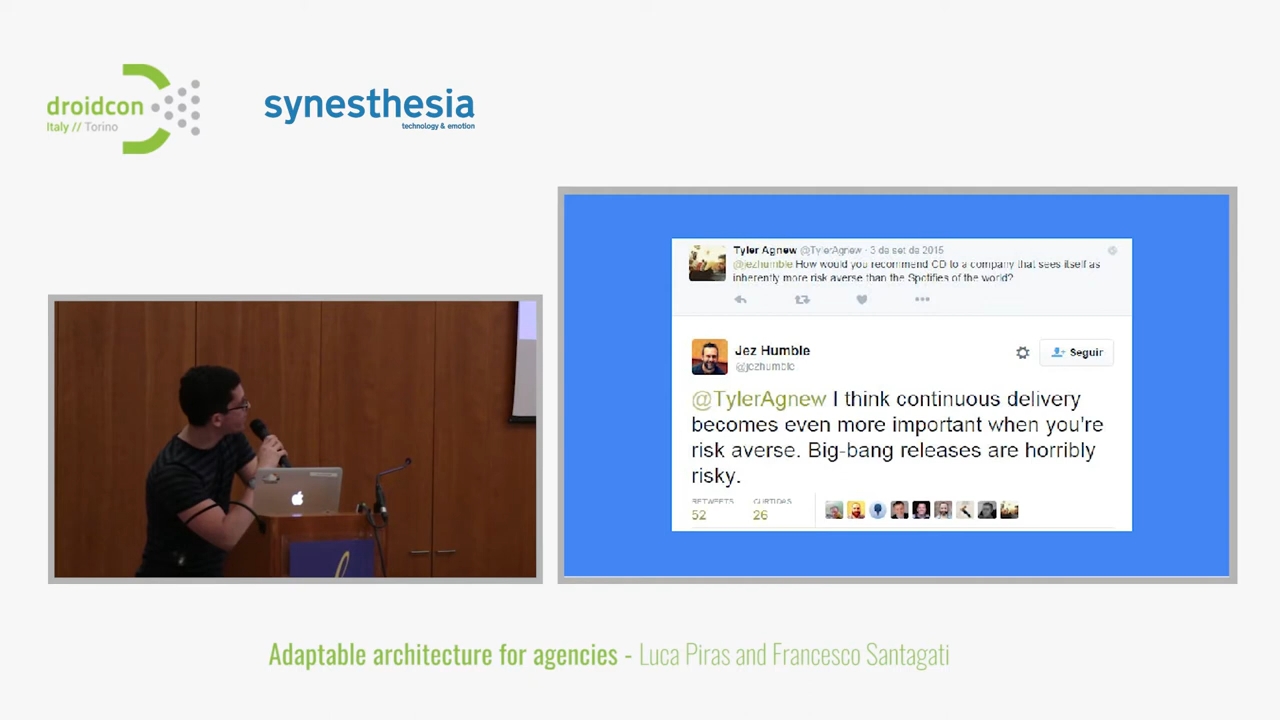 droidcon
Italy // Torino
synesthesia
technology & emotion
Tyler Agnew @TylerAgnew · 3 de set de 2015
@jezhumble How would you recommend CD to a company that sees itself as
inherently more risk averse than the Spotifies of the world?
Jez Humble
@jezhumble
Seguir
@TylerAgnew I think continuous delivery
becomes even more important when you're
risk averse. Big-bang releases are horribly
risky.
RETWEETS CURTIDAS
52 26
Adaptable architecture for agencies - Luca Piras and Francesco Santagati